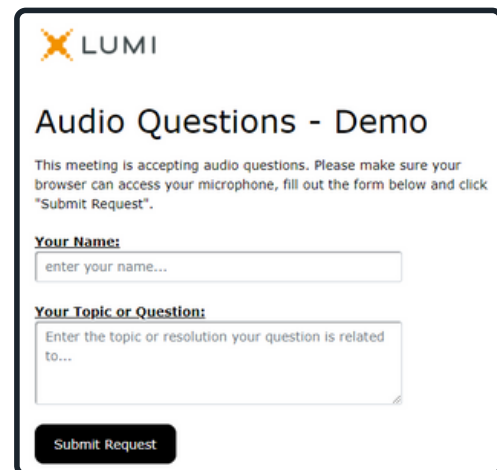 LUMI
Audio Questions - Demo
This meeting is accepting audio questions. Please make sure your
browser can access your microphone, fill out the form below and click
"Submit Request".
Your Name:
enter your name...
Your Topic or Question:
Enter the topic or resolution your question is related
to...
Submit Request